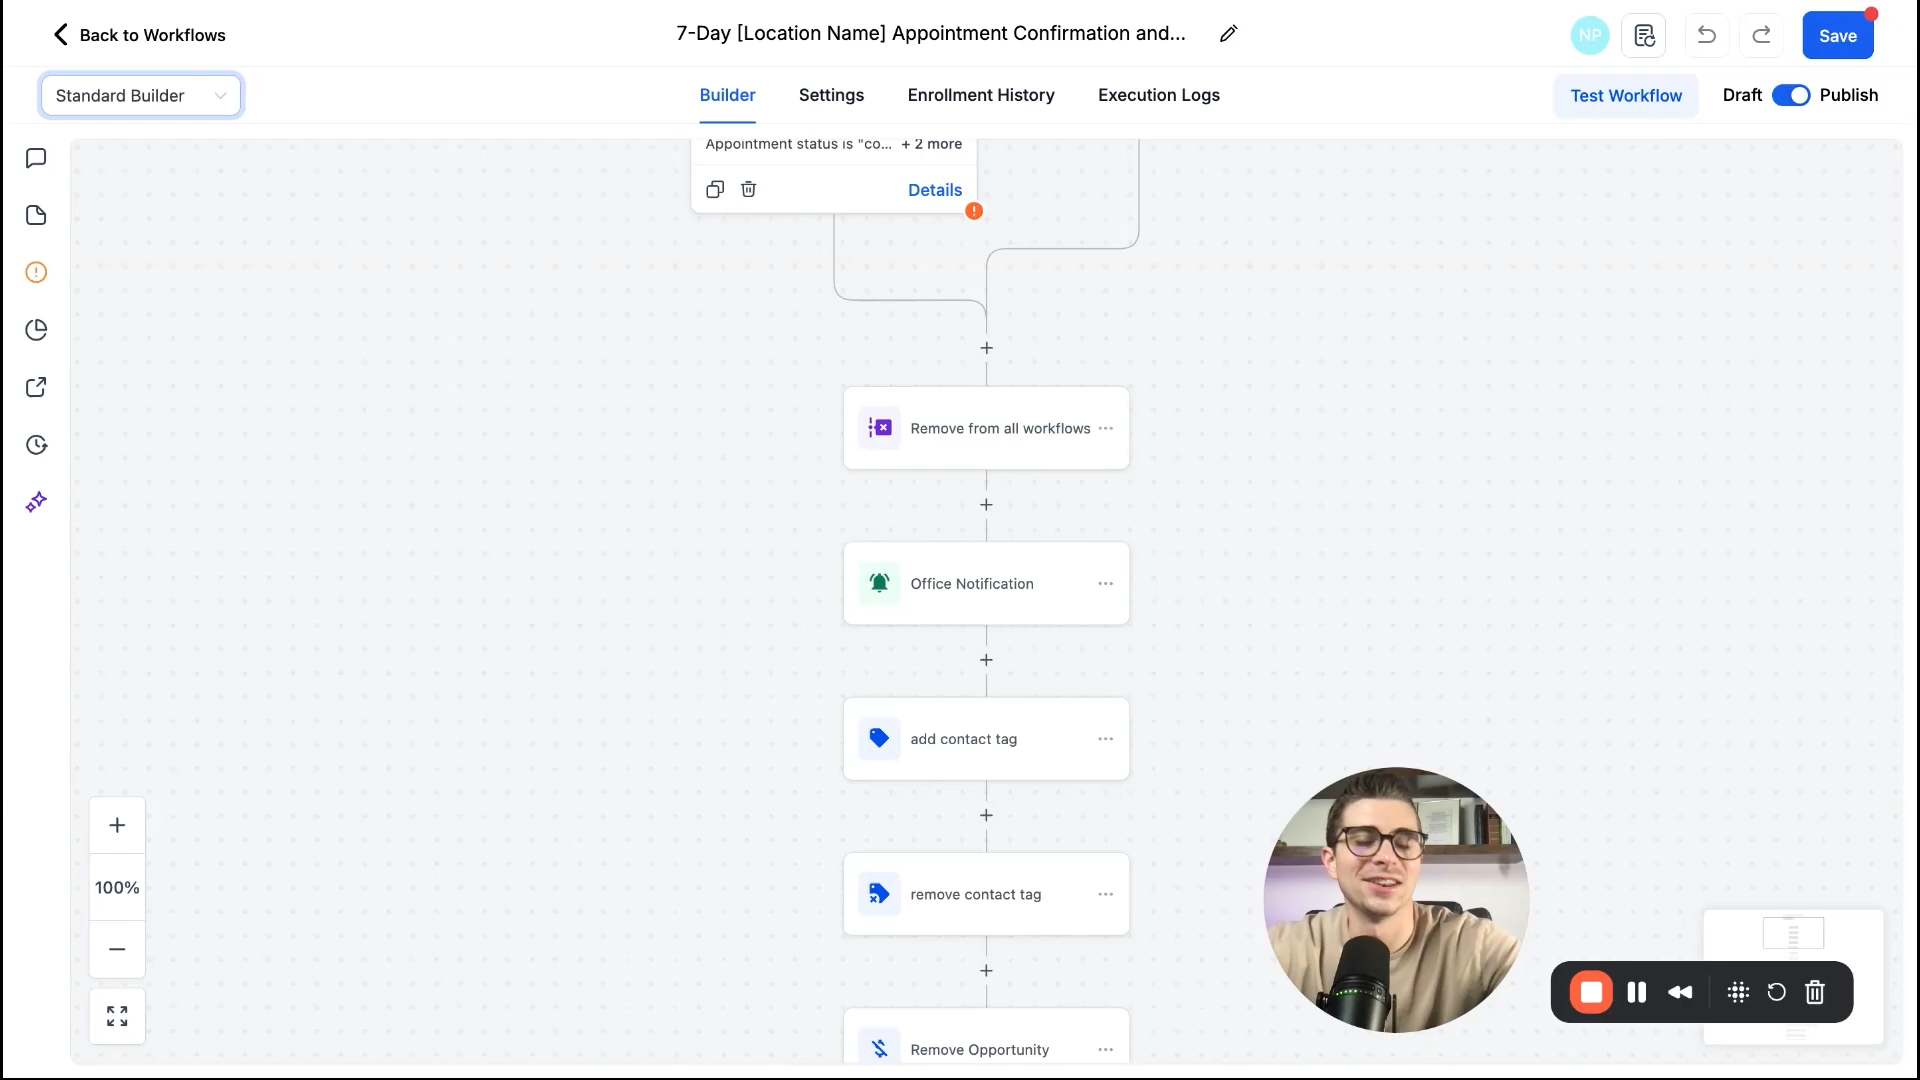 Back to Workflows
7-Day [Location Name] Appointment Confirmation and...
NP
Save
Standard Builder
Builder
Settings
Enrollment History
Execution Logs
Test Workflow
Draft
Publish
Appointment status is "co... + 2 more
Details
Remove from all workflows
Office Notification
add contact tag
remove contact tag
Remove Opportunity
100%